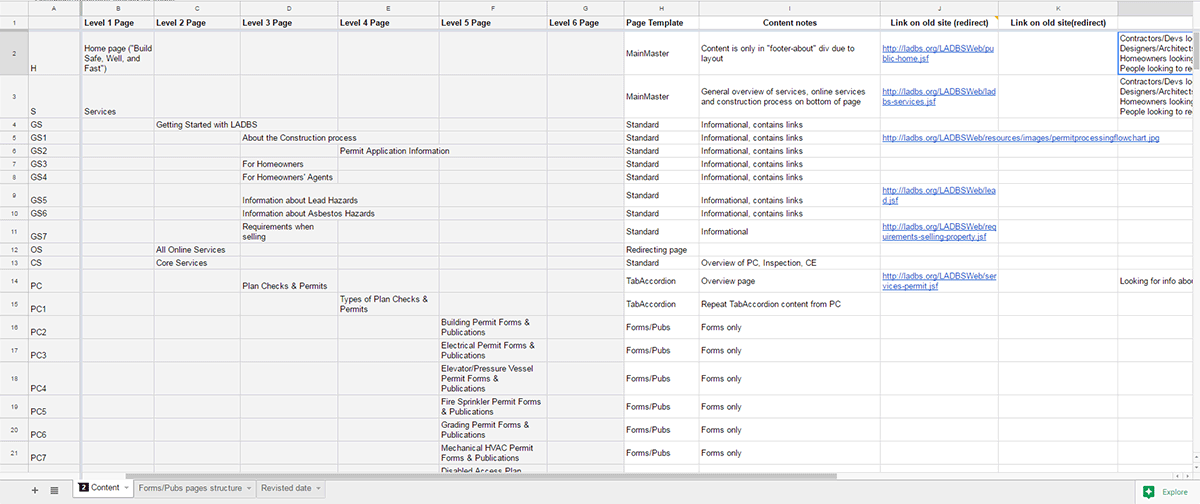 A B C D E F G H I J K
1 Level 1 Page Level 2 Page Level 3 Page Level 4 Page Level 5 Page Level 6 Page Page Template Content notes Link on old site (redirect) Link on old site(redirect)
2 H Home page ("Build
Safe, Well, and
Fast")
MainMaster
Content is only in "footer-about" div due to
layout
http://ladbs.org/LADBSWeb/pu
blic-home.jsf
Contractors/Devs lo
Designers/Architect
Homeowners looking
People looking to re
3 S Services
MainMaster
General overview of services, online services
and construction process on bottom of page
http://ladbs.org/LADBSWeb/lad
bs-services.jsf
Contractors/Devs lo
Designers/Architect
Homeowners looking
People looking to re
4 GS Getting Started with LADBS Standard Informational, contains links
5 GS1 About the Construction process Standard Informational, contains links http://ladbs.org/LADBSWeb/resources/images/permitprocessingflowchart.jpg
6 GS2 Permit Application Information Standard Informational, contains links
7 GS3 For Homeowners Standard Informational, contains links
8 GS4 For Homeowners' Agents Standard Informational, contains links
9 GS5 Information about Lead Hazards Standard Informational, contains links
http://ladbs.org/LADBSWeb/lea
d.jsf
10 GS6 Information about Asbestos Hazards Standard Informational, contains links
11 GS7 Requirements when
selling
Standard Informational
http://ladbs.org/LADBSWeb/req
uirements-selling-property.jsf
12 OS All Online Services Redirecting page
13 CS Core Services Standard Overview of PC, Inspection, CE
14 PC Plan Checks & Permits TabAccordion Overview page
http://ladbs.org/LADBSWeb/ser
vices-permit.jsf
Looking for info abou
15 PC1 Types of Plan Checks &
Permits
TabAccordion Repeat TabAccordion content from PC
16 PC2 Building Permit Forms &
Publications
Forms/Pubs Forms only
17 PC3 Electrical Permit Forms &
Publications
Forms/Pubs Forms only
18 PC4 Elevator/Pressure Vessel
Permit Forms &
Publications
Forms/Pubs Forms only
19 PC5 Fire Sprinkler Permit Forms
& Publications
Forms/Pubs Forms only
20 PC6 Grading Permit Forms &
Publications
Forms/Pubs Forms only
21 PC7 Mechanical HVAC Permit
Forms & Publications
Forms/Pubs Forms only
Disabled Access Plan
2 Content Forms/Pubs pages structure Revisted date Explore